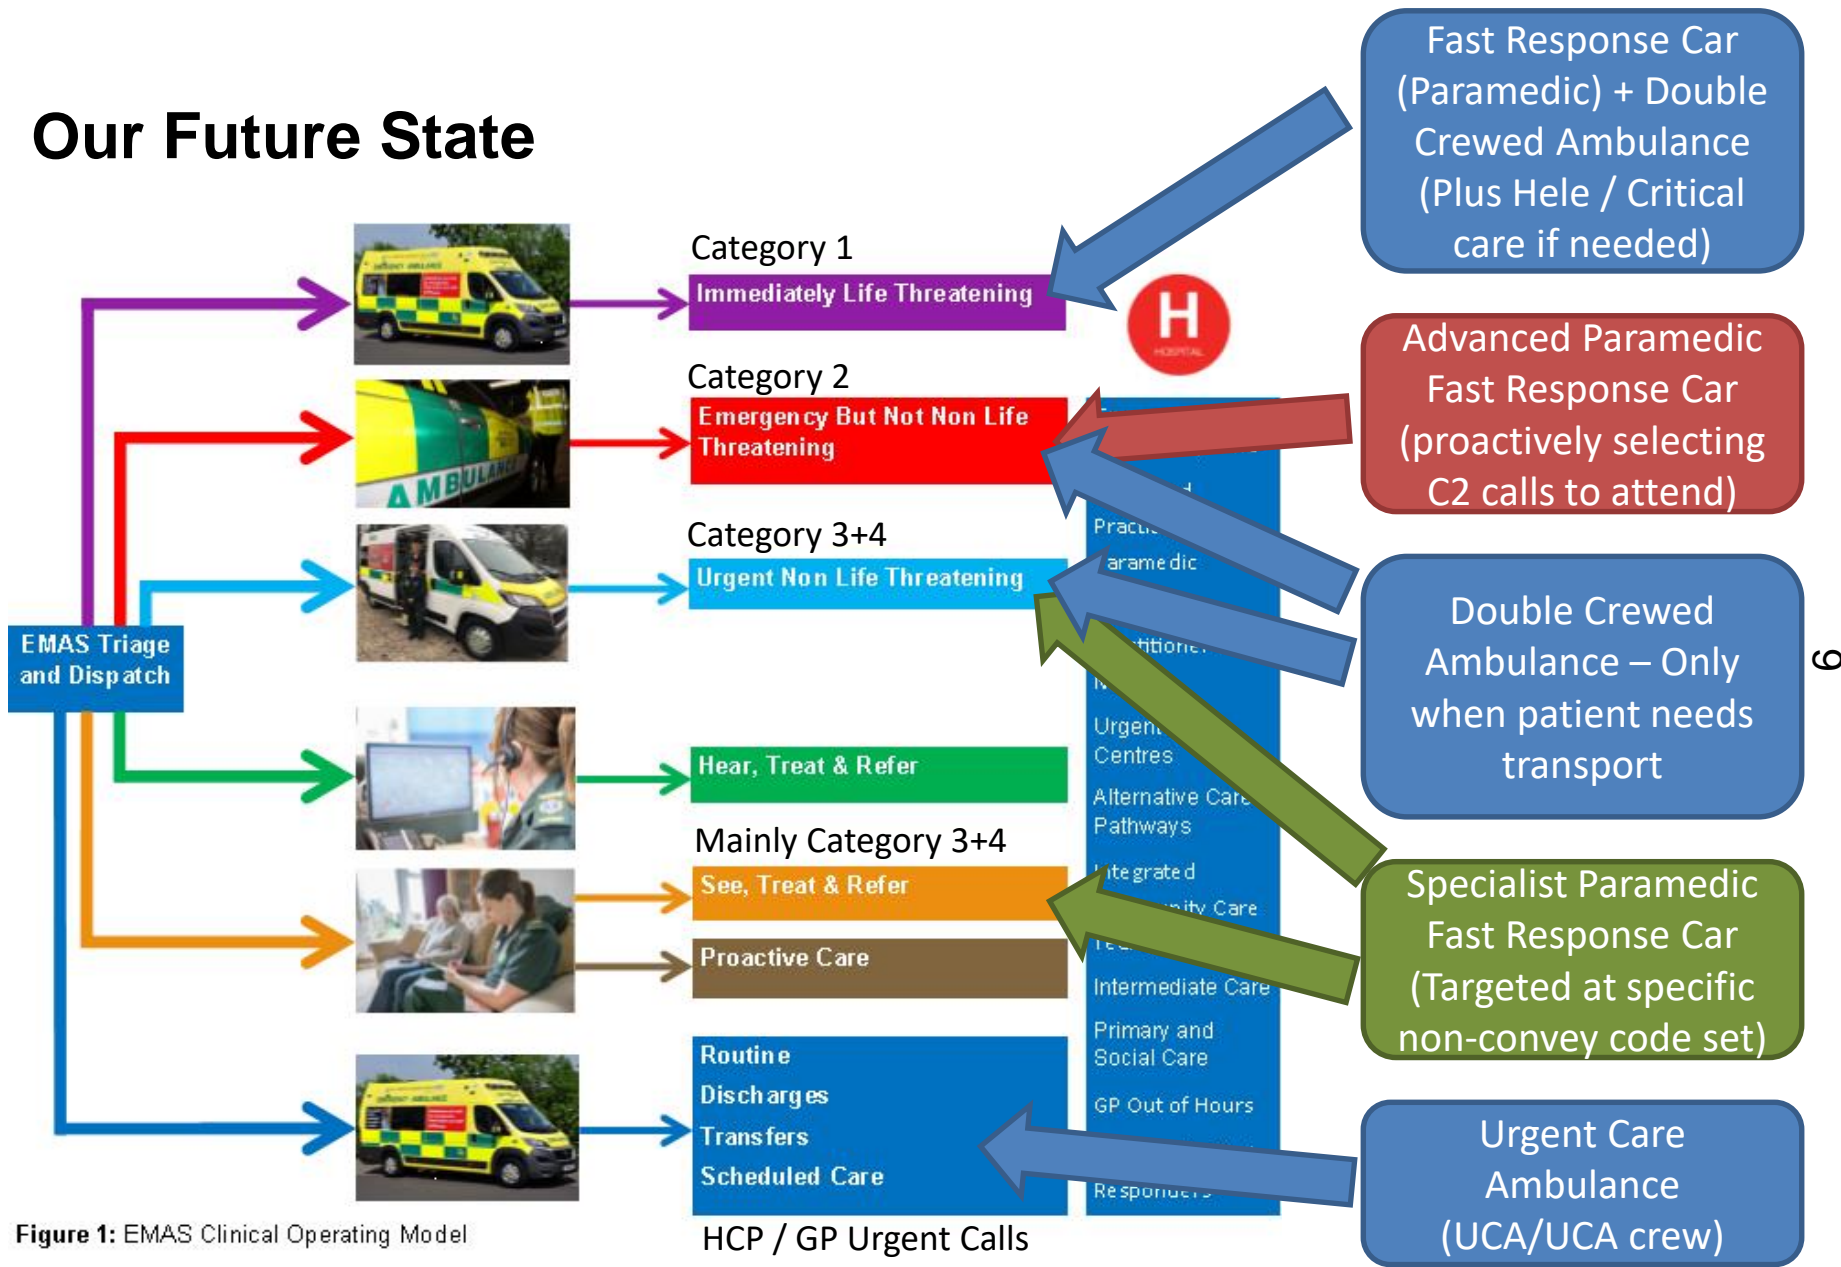 Our Future State
EMAS Triage
and Dispatch
Category 1
Immediately Life Threatening
Category 2
Emergency But Not Non Life
Threatening
Category 3+4
Urgent Non Life Threatening
Hear, Treat & Refer
Mainly Category 3+4
See, Treat & Refer
Proactive Care
Routine
Discharges
Transfers
Scheduled Care
HCP / GP Urgent Calls
AMBULANCE
H
HOSPITAL
Urgent
Centres
Alternative Care
Pathways
Care
Intermediate Care
Primary and
Social Care
GP Out of Hours
Responders
Fast Response Car
(Paramedic) + Double
Crewed Ambulance
(Plus Hele / Critical
care if needed)
Advanced Paramedic
Fast Response Car
(proactively selecting
C2 calls to attend)
Double Crewed
Ambulance – Only
when patient needs
transport
Specialist Paramedic
Fast Response Car
(Targeted at specific
non-convey code set)
Urgent Care
Ambulance
(UCA/UCA crew)
9
Figure 1: EMAS Clinical Operating Model